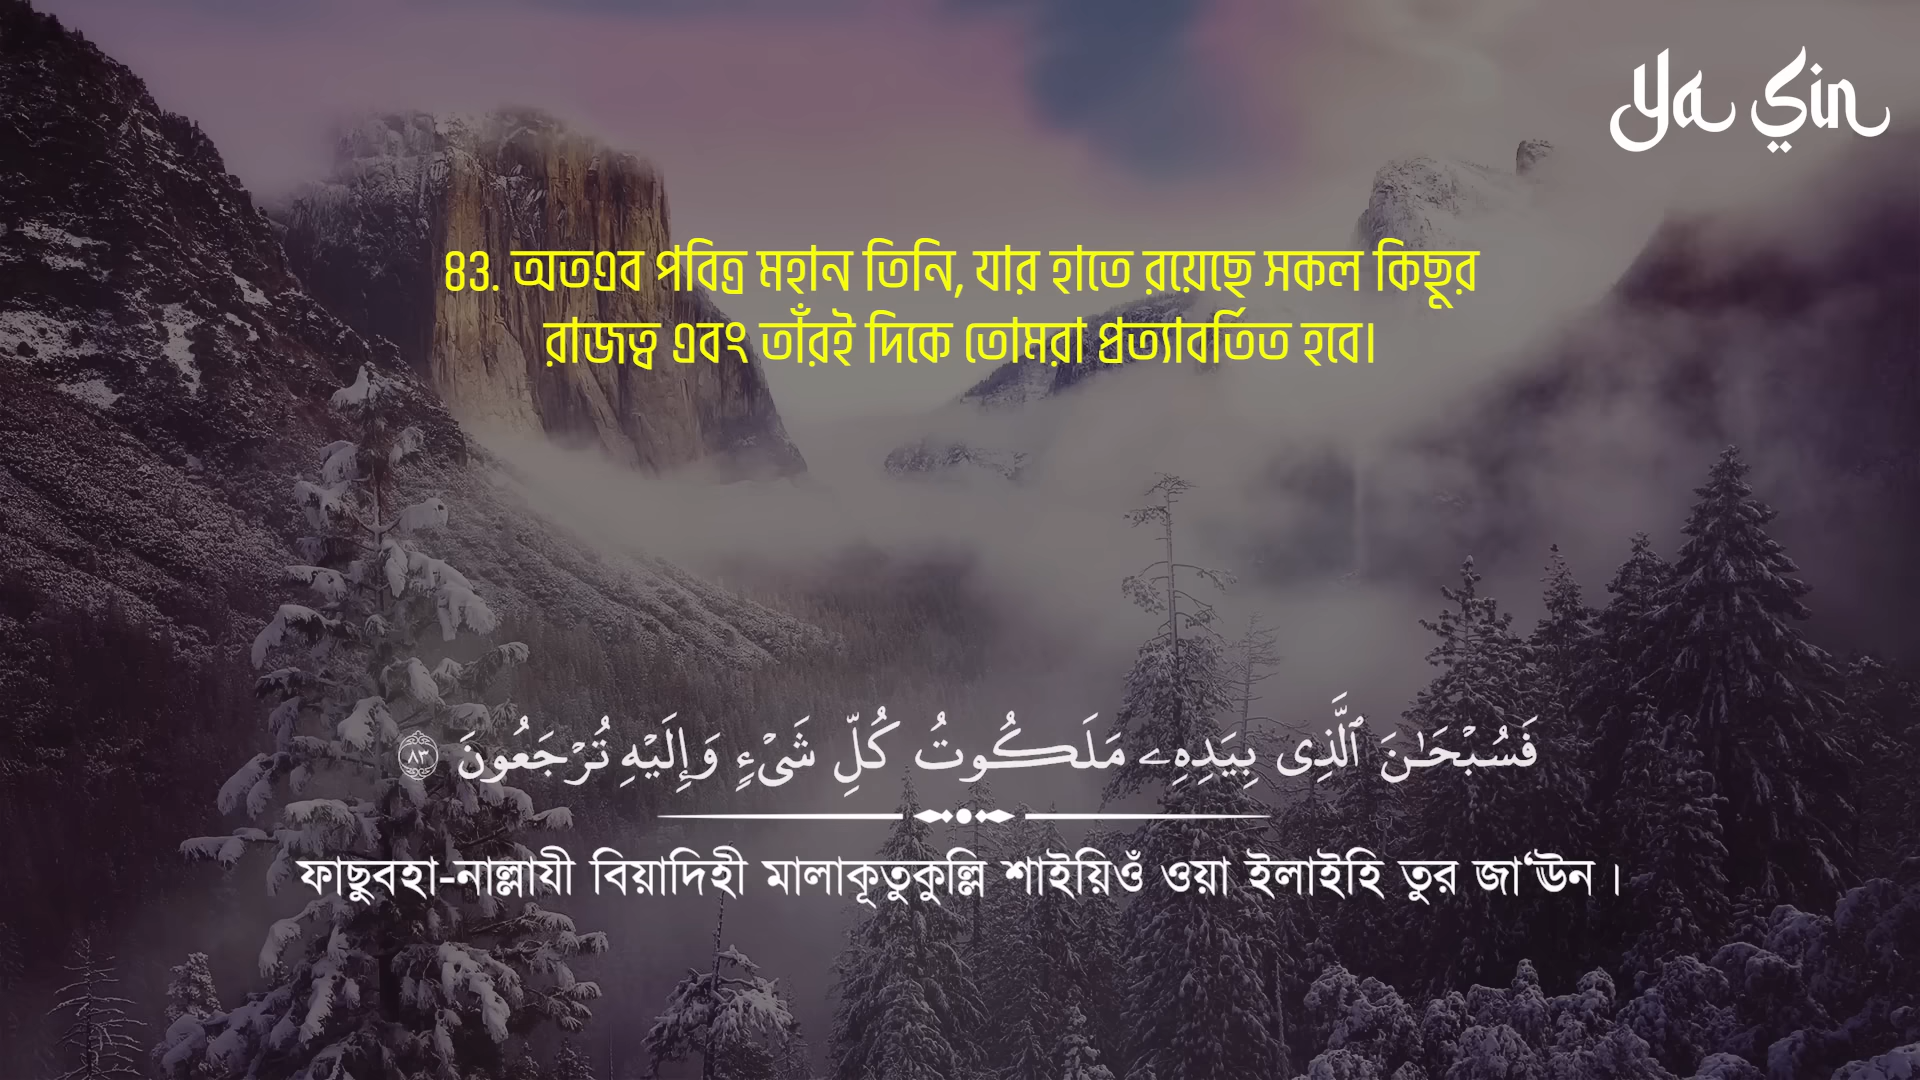 Ya Sin
৪৩. অতএব পবিত্র মহান তিনি, যার হাতে রয়েছে সকল কিছুর
রাজত্ব এবং তাঁরই দিকে তোমরা প্রত্যাবর্তিত হবে।
فَسُبْحَـٰنَ ٱلَّذِى بِيَدِهِۦ مَلَكُوتُ كُلِّ شَىْءٍ وَإِلَيْهِ تُرْجَعُونَ ٨٣
ফাছুবহা-নাল্লাযী বিয়াদিহী মালাকূতুকুল্লি শাইয়িওঁ ওয়া ইলাইহি তুর জা‘ঊন।